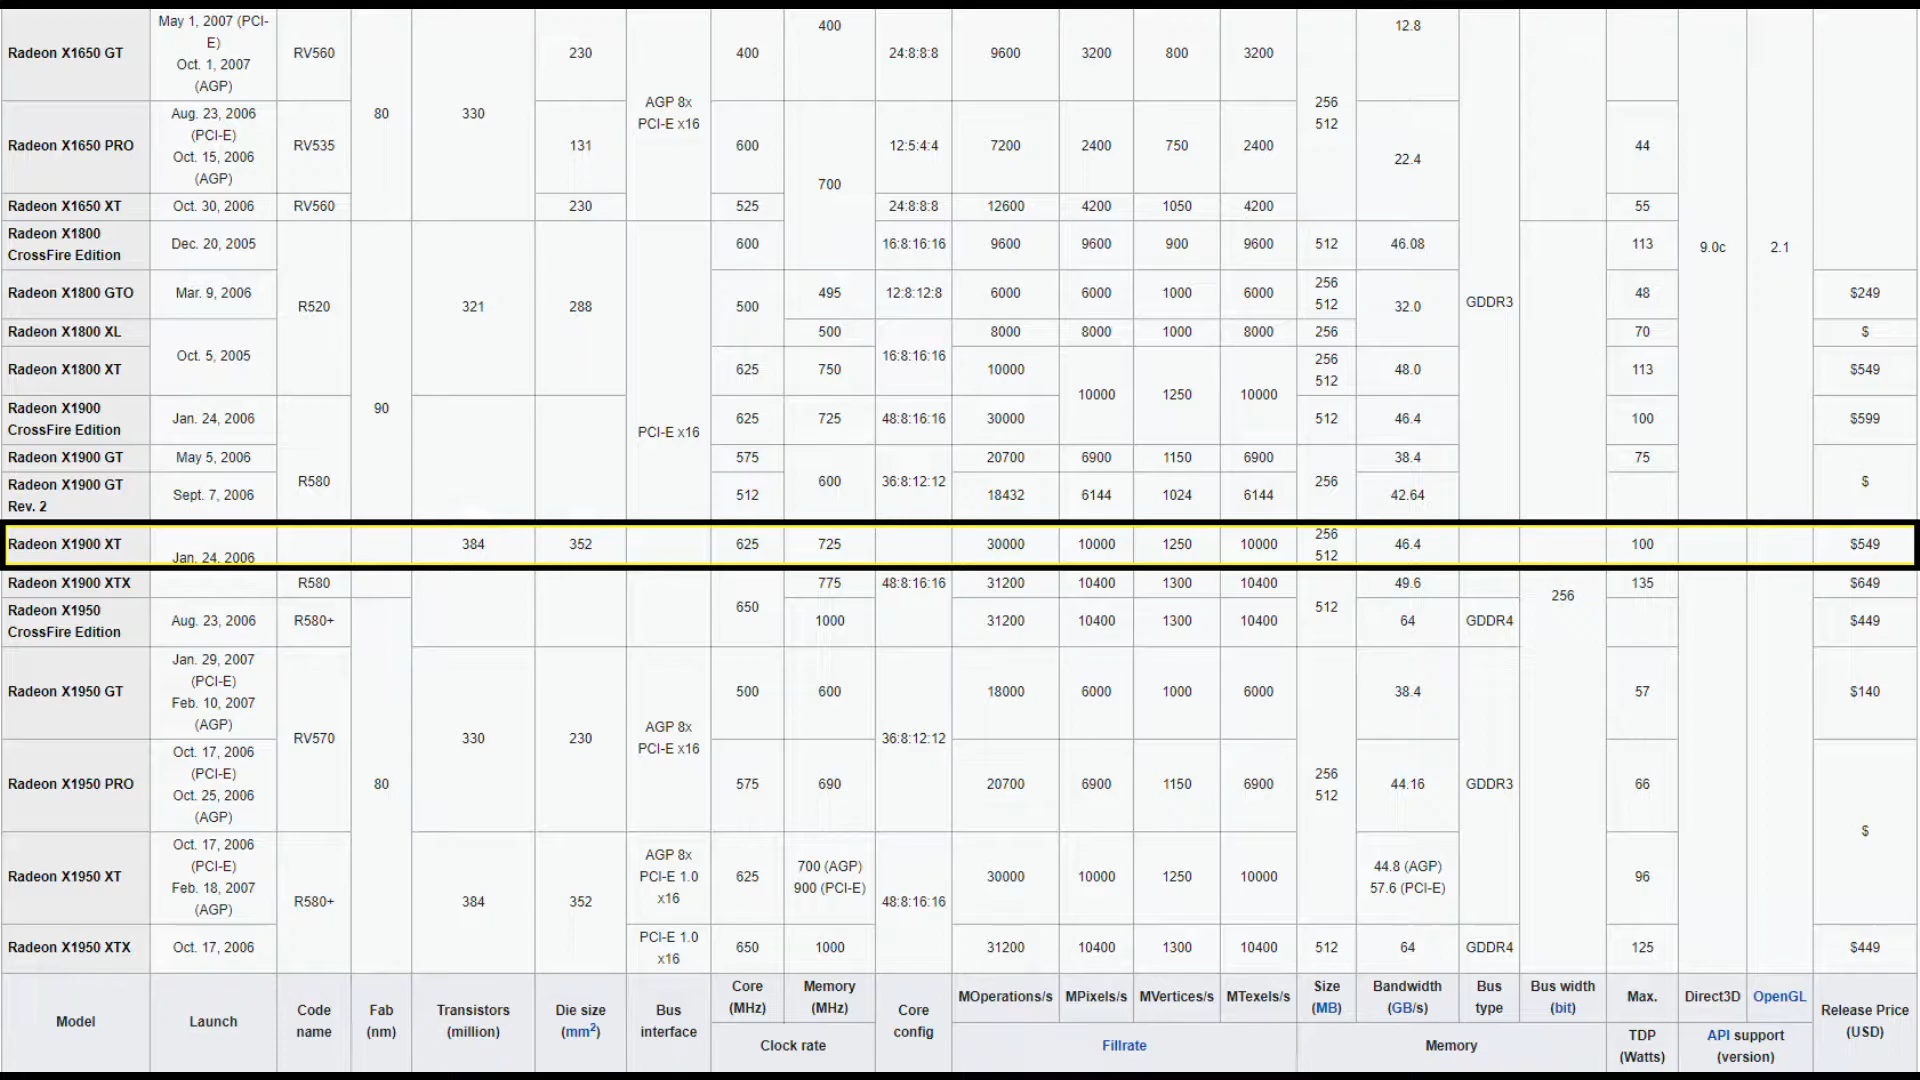 Radeon X1650 GT May 1, 2007 (PCI-
E)
Oct. 1, 2007
(AGP) RV560 80 330 230 AGP 8x
PCI-E x16 400 400 24:8:8:8 9600 3200 800 3200 256
512 12.8 GDDR3 9.0c 2.1
Radeon X1650 PRO Aug. 23, 2006
(PCI-E)
Oct. 15, 2006
(AGP) RV535 131 600 700 12:5:4:4 7200 2400 750 2400 22.4 44
Radeon X1650 XT Oct. 30, 2006 RV560 230 525 24:8:8:8 12600 4200 1050 4200 55
Radeon X1800
CrossFire Edition Dec. 20, 2005 R520 90 321 288 PCI-E x16 600 16:8:16:16 9600 9600 900 9600 512 46.08 113
Radeon X1800 GTO Mar. 9, 2006 500 495 12:8:12:8 6000 6000 1000 6000 256
512 32.0 48 $249
Radeon X1800 XL Oct. 5, 2005 500 16:8:16:16 8000 8000 1000 8000 256 70 $
Radeon X1800 XT 625 750 10000 10000 1250 10000 256
512 48.0 113 $549
Radeon X1900
CrossFire Edition Jan. 24, 2006 R580 625 725 48:8:16:16 30000 512 46.4 100 $599
Radeon X1900 GT May 5, 2006 575 600 36:8:12:12 20700 6900 1150 6900 256 38.4 75 $
Radeon X1900 GT
Rev. 2 Sept. 7, 2006 512 18432 6144 1024 6144 42.64
Radeon X1900 XT Jan. 24, 2006 384 352 625 725 30000 10000 1250 10000 256
512 46.4 100 $549
Radeon X1900 XTX R580 650 775 48:8:16:16 31200 10400 1300 10400 512 49.6 256 135 $649
Radeon X1950
CrossFire Edition Aug. 23, 2006 R580+ 80 1000 31200 10400 1300 10400 64 GDDR4 $449
Radeon X1950 GT Jan. 29, 2007
(PCI-E)
Feb. 10, 2007
(AGP) RV570 330 230 AGP 8x
PCI-E x16 500 600 36:8:12:12 18000 6000 1000 6000 256
512 38.4 GDDR3 57 $140
Radeon X1950 PRO Oct. 17, 2006
(PCI-E)
Oct. 25, 2006
(AGP) 575 690 20700 6900 1150 6900 44.16 66 $
Radeon X1950 XT Oct. 17, 2006
(PCI-E)
Feb. 18, 2007
(AGP) R580+ 384 352 AGP 8x
PCI-E 1.0
x16 625 700 (AGP)
900 (PCI-E) 48:8:16:16 30000 10000 1250 10000 44.8 (AGP)
57.6 (PCI-E) 96
Radeon X1950 XTX Oct. 17, 2006 PCI-E 1.0
x16 650 1000 31200 10400 1300 10400 512 64 GDDR4 125 $449
Model Launch Code
name Fab
(nm) Transistors
(million) Die size
(mm2) Bus
interface Core
(MHz) Memory
(MHz) Core
config MOperations/s MPixels/s MVertices/s MTexels/s Size
(MB) Bandwidth
(GB/s) Bus
type Bus width
(bit) Max. Direct3D OpenGL Release Price
(USD)
Clock rate Fillrate Memory TDP
(Watts) API support
(version)